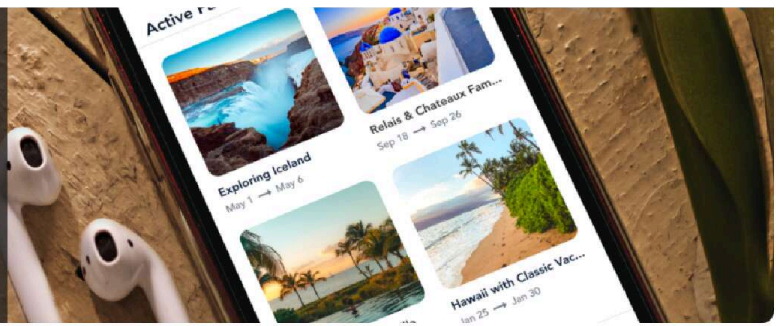 Active
Exploring Iceland
May 1 → May 6
Relais & Chateaux Fam...
Sep 18 → Sep 26
Hawaii with Classic Vac...
Jan 25 → Jan 30